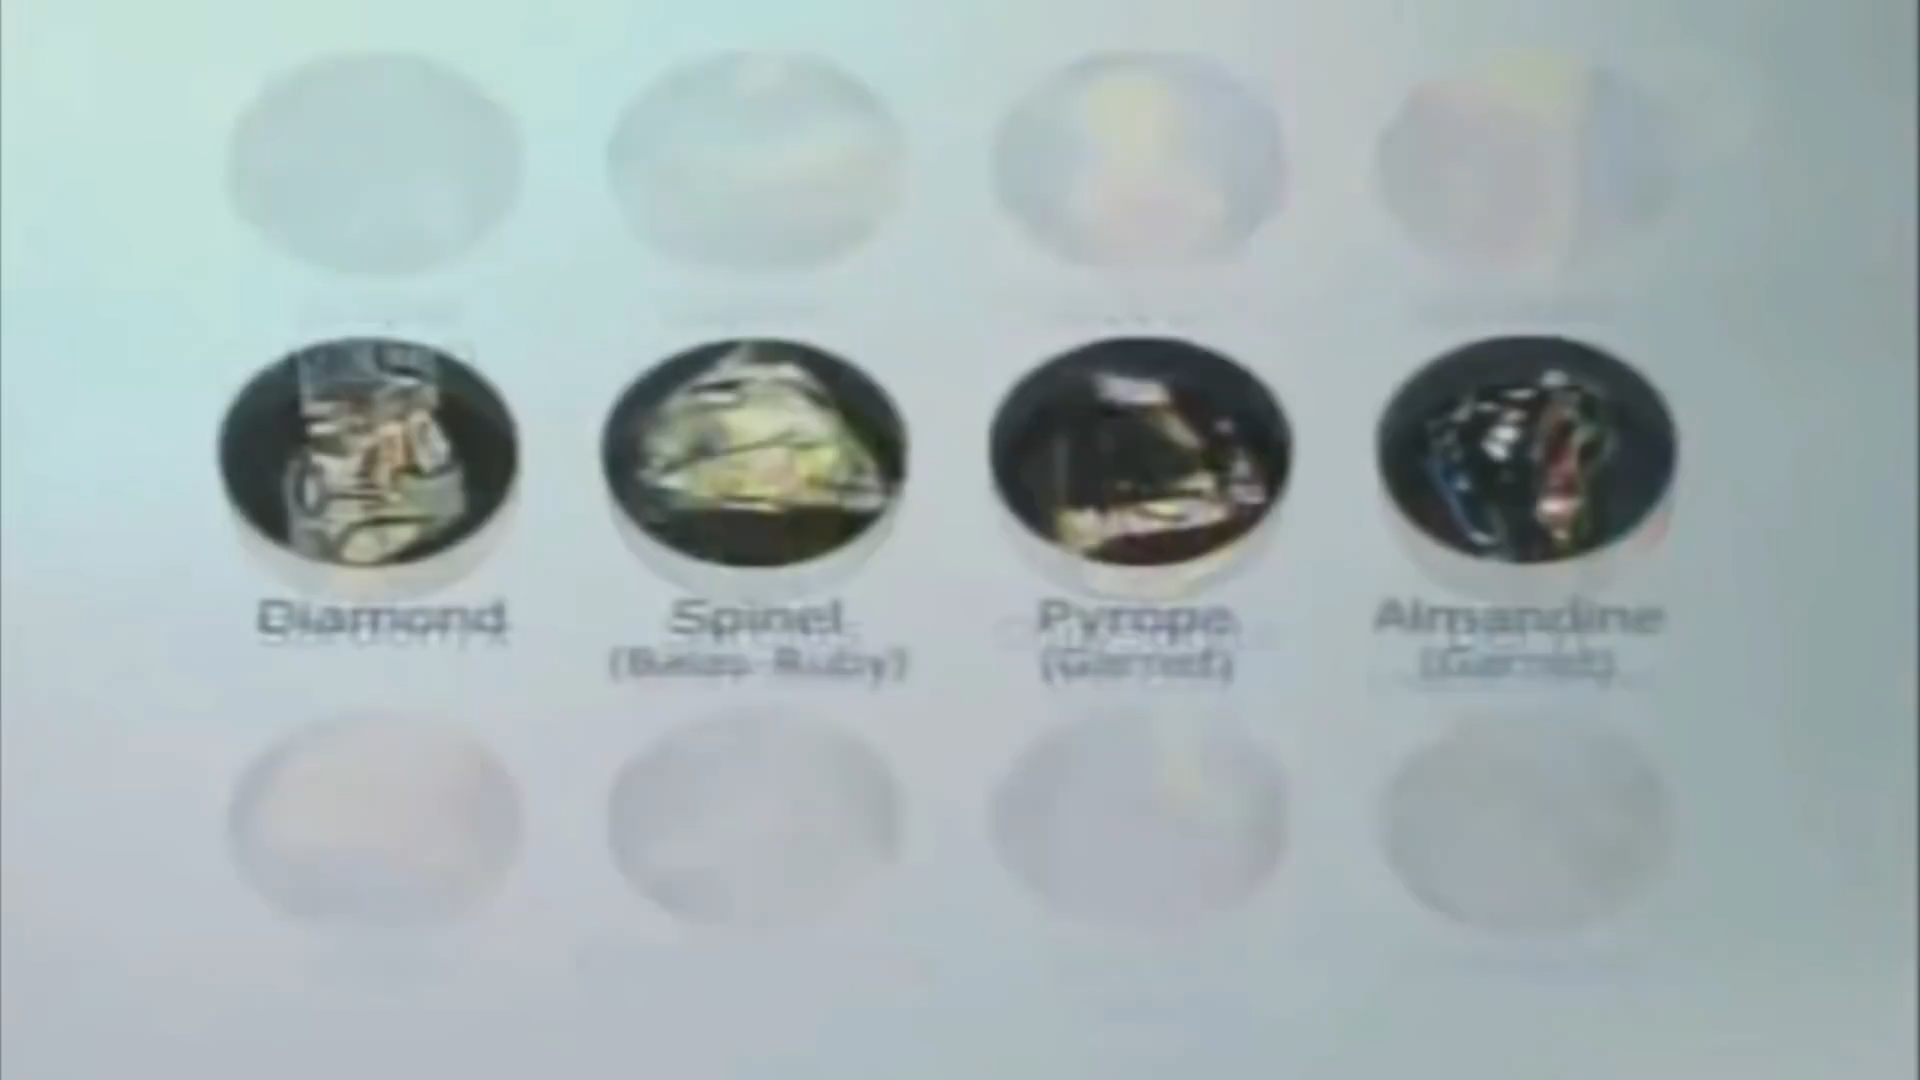 Diamond
Spinel
(Balas Ruby)
Pyrope
(Garnet)
Almandine
(Garnet)